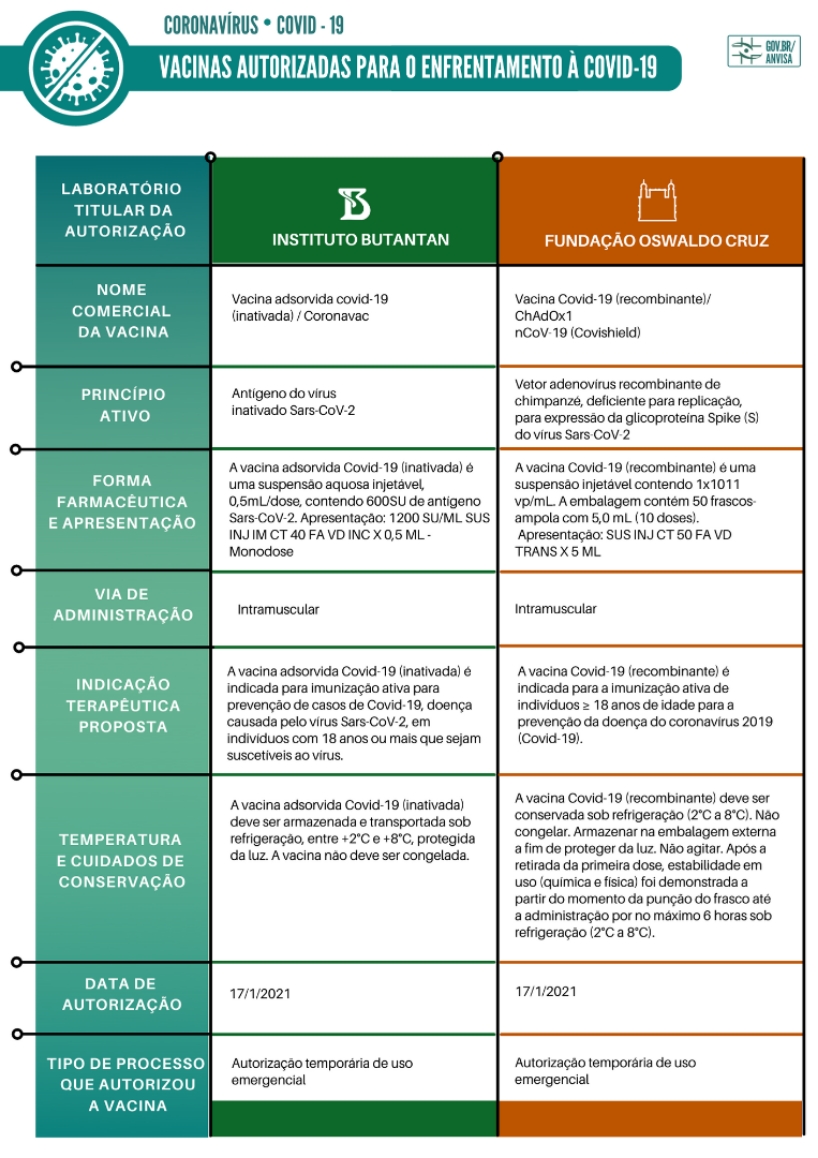 CORONAVÍRUS • COVID - 19
VACINAS AUTORIZADAS PARA O ENFRENTAMENTO À COVID-19
GOV.BR/
ANVISA
LABORATÓRIO
TITULAR DA
AUTORIZAÇÃO
INSTITUTO BUTANTAN
FUNDAÇÃO OSWALDO CRUZ
NOME
COMERCIAL
DA VACINA
Vacina adsorvida covid-19
(inativada) / Coronavac
Vacina Covid-19 (recombinante)/
ChAdOx1
nCoV-19 (Covishield)
PRINCÍPIO
ATIVO
Antígeno do vírus
inativado Sars-CoV-2
Vetor adenovírus recombinante de
chimpanzé, deficiente para replicação,
para expressão da glicoproteína Spike (S)
do vírus Sars-CoV-2
FORMA
FARMACÊUTICA
E APRESENTAÇÃO
A vacina adsorvida Covid-19 (inativada) é
uma suspensão aquosa injetável,
0,5mL/dose, contendo 600SU de antígeno
Sars-CoV-2. Apresentação: 1200 SU/ML SUS
INJ IM CT 40 FA VD INC X 0,5 ML -
Monodose
A vacina Covid-19 (recombinante) é uma
suspensão injetável contendo 1x1011
vp/mL. A embalagem contém 50 frascos-
ampola com 5,0 mL (10 doses).
Apresentação: SUS INJ CT 50 FA VD
TRANS X 5 ML
VIA DE
ADMINISTRAÇÃO
Intramuscular
Intramuscular
INDICAÇÃO
TERAPÊUTICA
PROPOSTA
A vacina adsorvida Covid-19 (inativada) é
indicada para imunização ativa para
prevenção de casos de Covid-19, doença
causada pelo vírus Sars-CoV-2, em
indivíduos com 18 anos ou mais que sejam
suscetíveis ao vírus.
A vacina Covid-19 (recombinante) é
indicada para a imunização ativa de
indivíduos ≥ 18 anos de idade para a
prevenção da doença do coronavírus 2019
(Covid-19).
TEMPERATURA
E CUIDADOS DE
CONSERVAÇÃO
A vacina adsorvida Covid-19 (inativada)
deve ser armazenada e transportada sob
refrigeração, entre +2°C e +8°C, protegida
da luz. A vacina não deve ser congelada.
A vacina Covid-19 (recombinante) deve ser
conservada sob refrigeração (2°C a 8°C). Não
congelar. Armazenar na embalagem externa
a fim de proteger da luz. Não agitar. Após a
retirada da primeira dose, estabilidade em
uso (química e física) foi demonstrada a
partir do momento da punção do frasco até
a administração por no máximo 6 horas sob
refrigeração (2°C a 8°C).
DATA DE
AUTORIZAÇÃO
17/1/2021
17/1/2021
TIPO DE PROCESSO
QUE AUTORIZOU
A VACINA
Autorização temporária de uso
emergencial
Autorização temporária de uso
emergencial